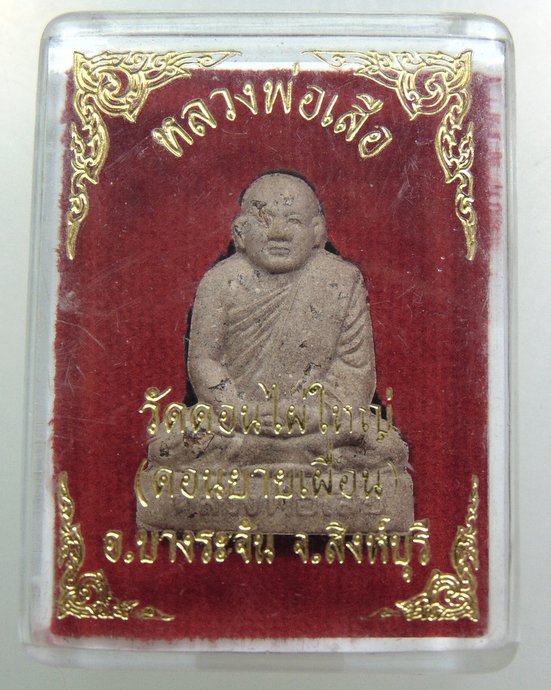 หลวงพ่อเสือ
วัดดอนไผ่ใหญ่
(ดอนยายเผื่อน)
อ.บางระจัน จ.สิงห์บุรี